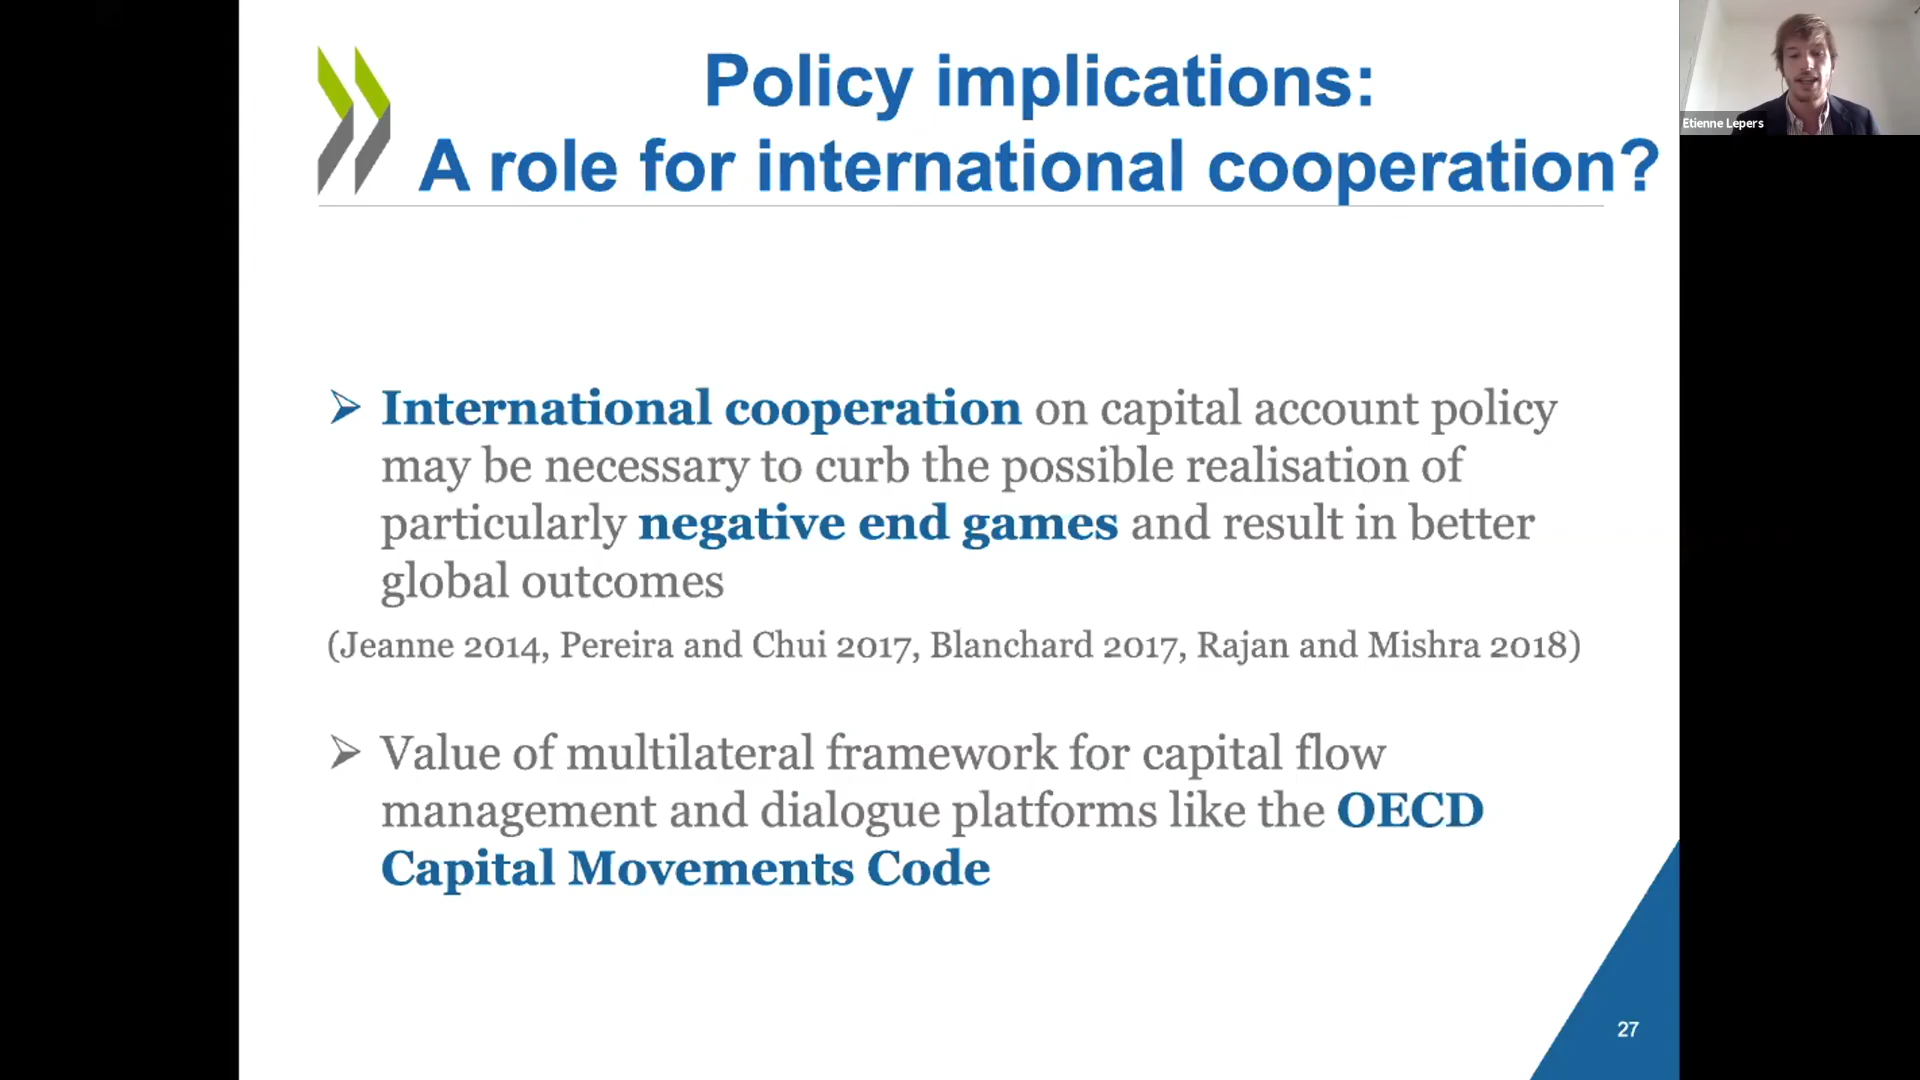 Policy implications:
A role for international cooperation?
Etienne Lepers
➢ International cooperation on capital account policy
may be necessary to curb the possible realisation of
particularly negative end games and result in better
global outcomes
(Jeanne 2014, Pereira and Chui 2017, Blanchard 2017, Rajan and Mishra 2018)
➢ Value of multilateral framework for capital flow
management and dialogue platforms like the OECD
Capital Movements Code
27